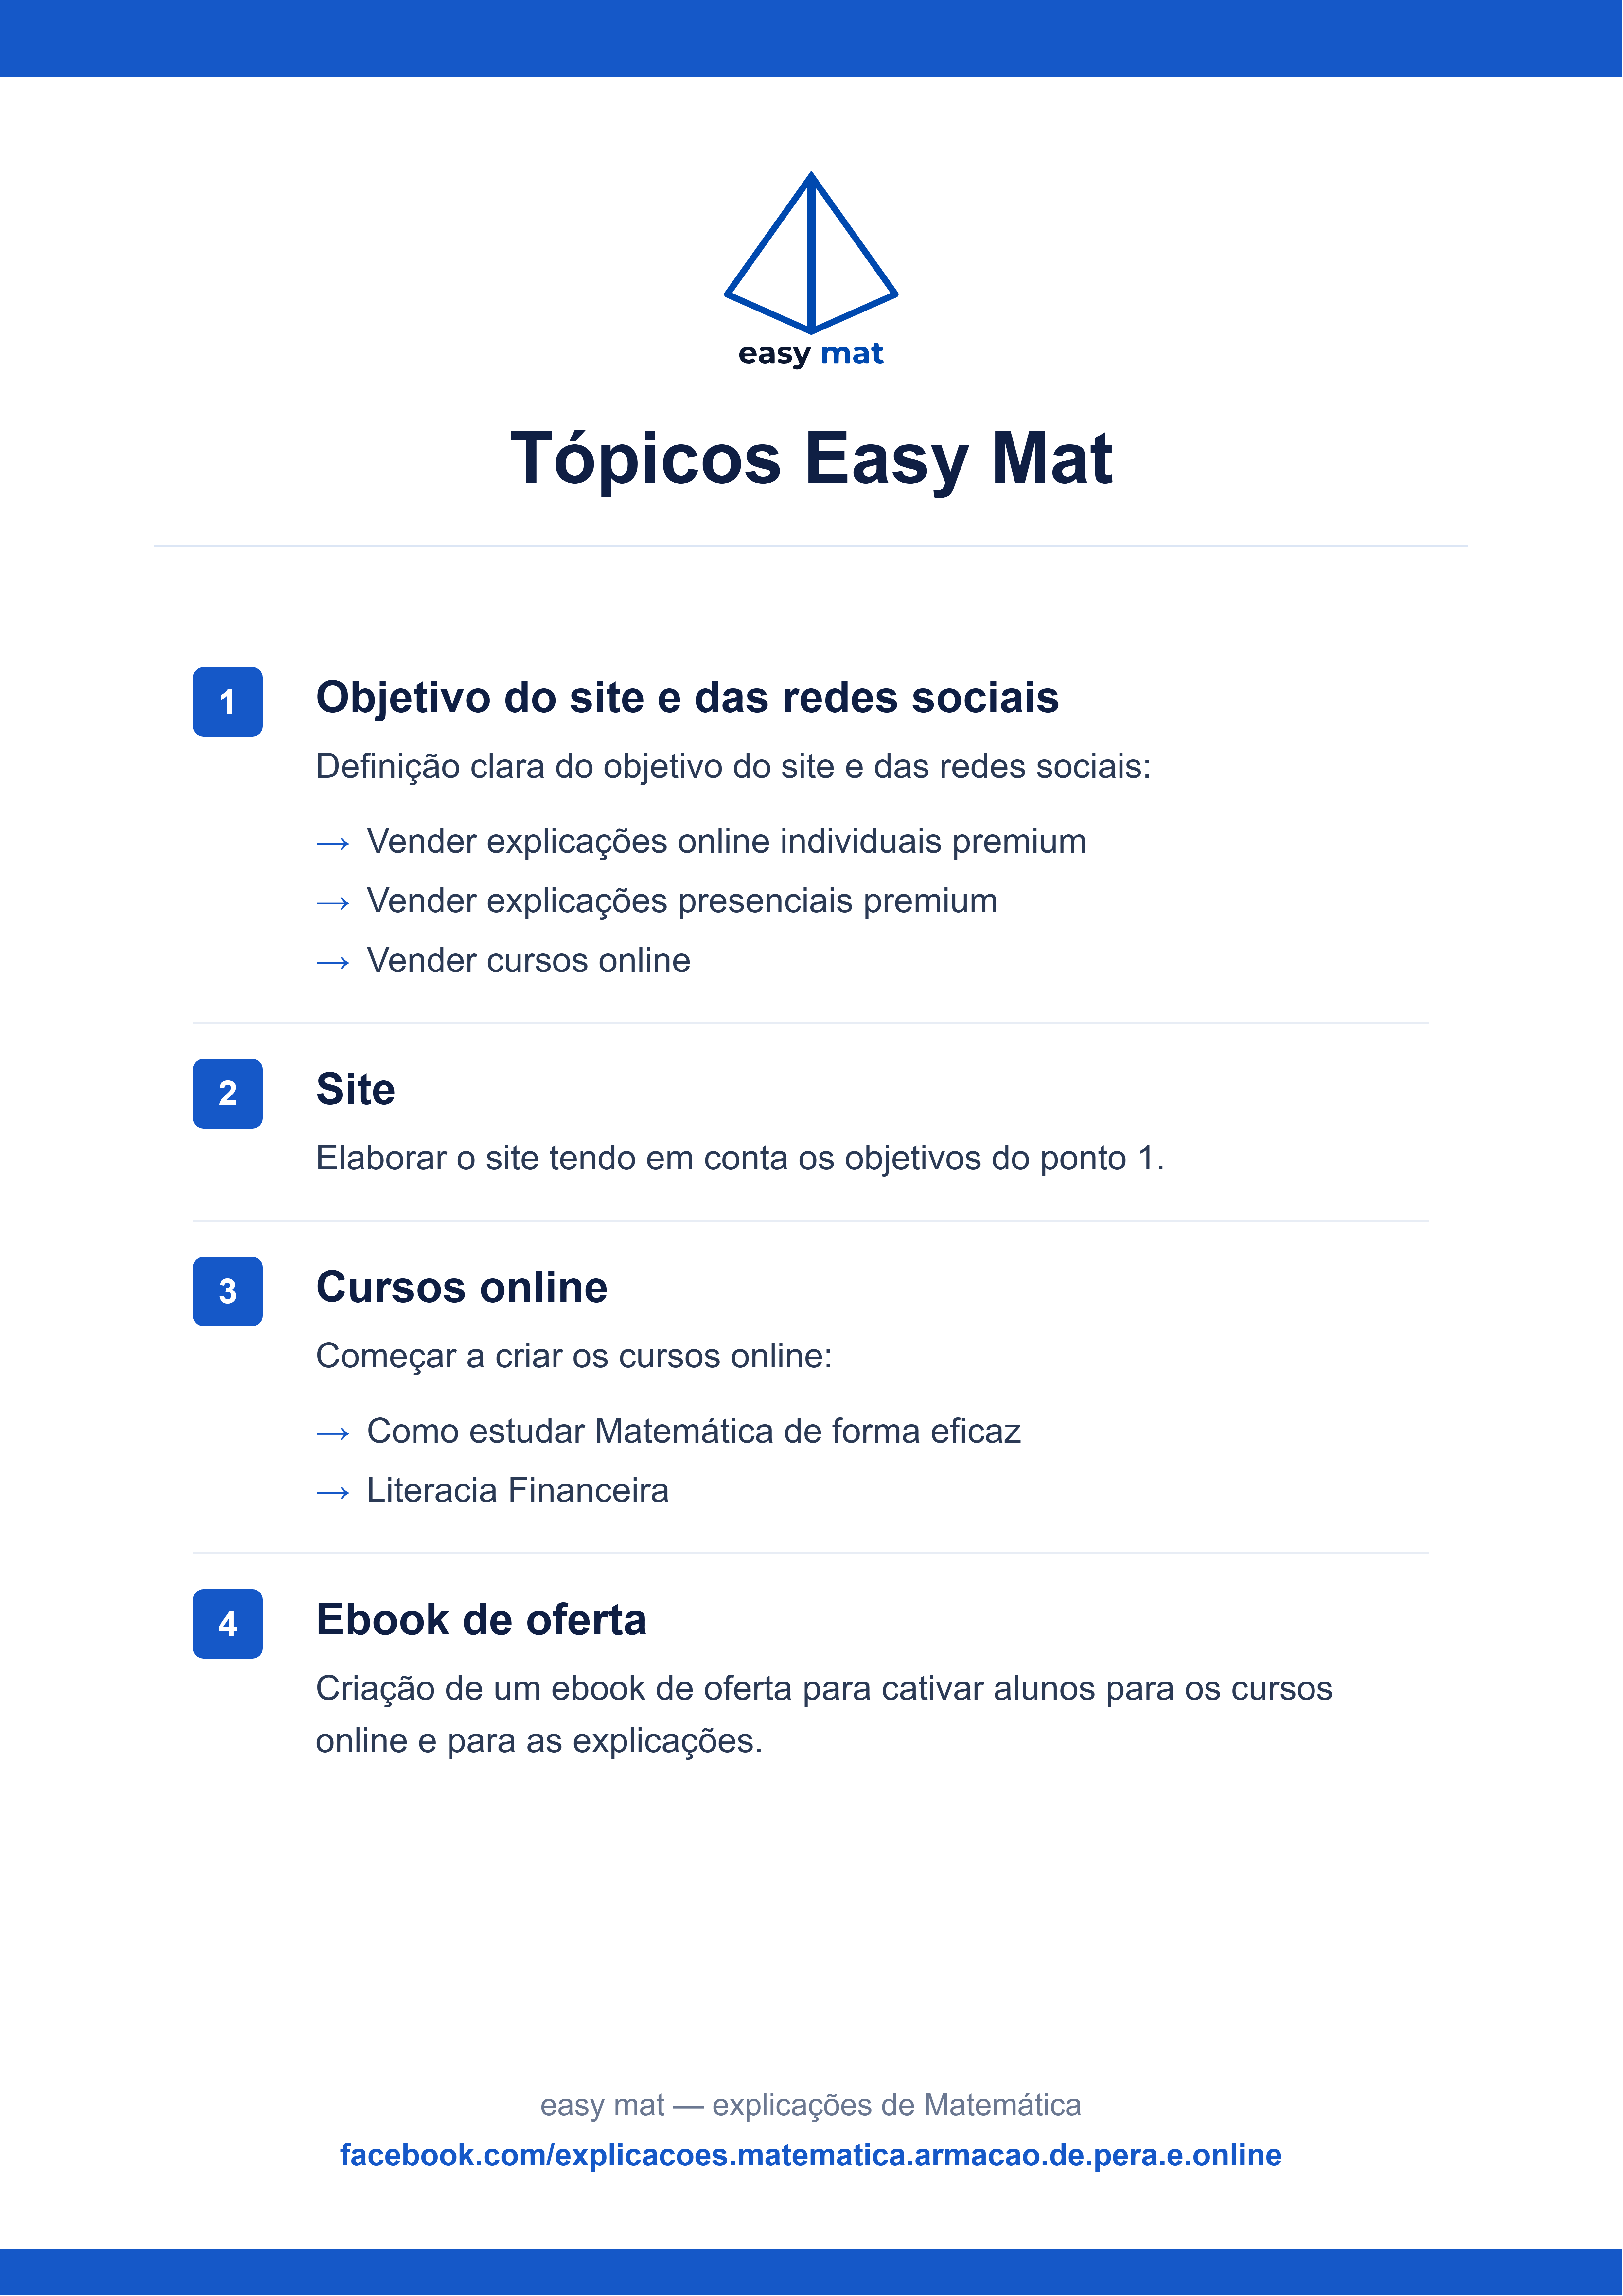 easy mat
Tópicos Easy Mat
1
Objetivo do site e das redes sociais
Definição clara do objetivo do site e das redes sociais:
→ Vender explicações online individuais premium
→ Vender explicações presenciais premium
→ Vender cursos online
2
Site
Elaborar o site tendo em conta os objetivos do ponto 1.
3
Cursos online
Começar a criar os cursos online:
→ Como estudar Matemática de forma eficaz
→ Literacia Financeira
4
Ebook de oferta
Criação de um ebook de oferta para cativar alunos para os cursos
online e para as explicações.
easy mat — explicações de Matemática
facebook.com/explicacoes.matematica.armacao.de.pera.e.online